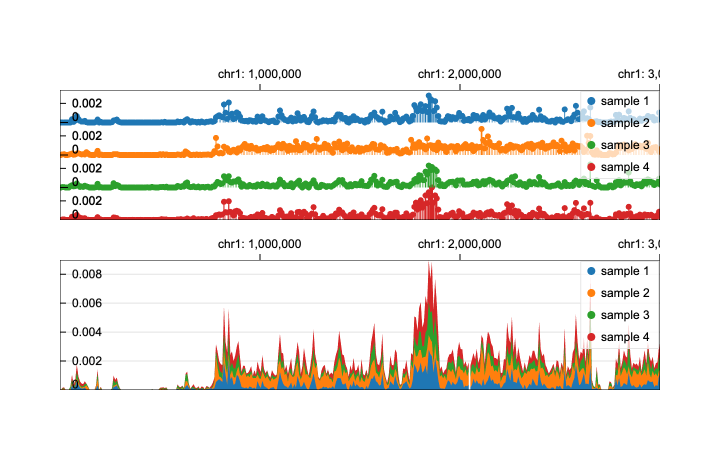 chr1: 1,000,000 chr1: 2,000,000 chr1: 3,0
0.002
0
sample 1
0.002
0
sample 2
0.002
0
sample 3
0.002
0
sample 4
chr1: 1,000,000 chr1: 2,000,000 chr1: 3,0
0.008
sample 1
0.006
sample 2
0.004
sample 3
0.002
sample 4
0